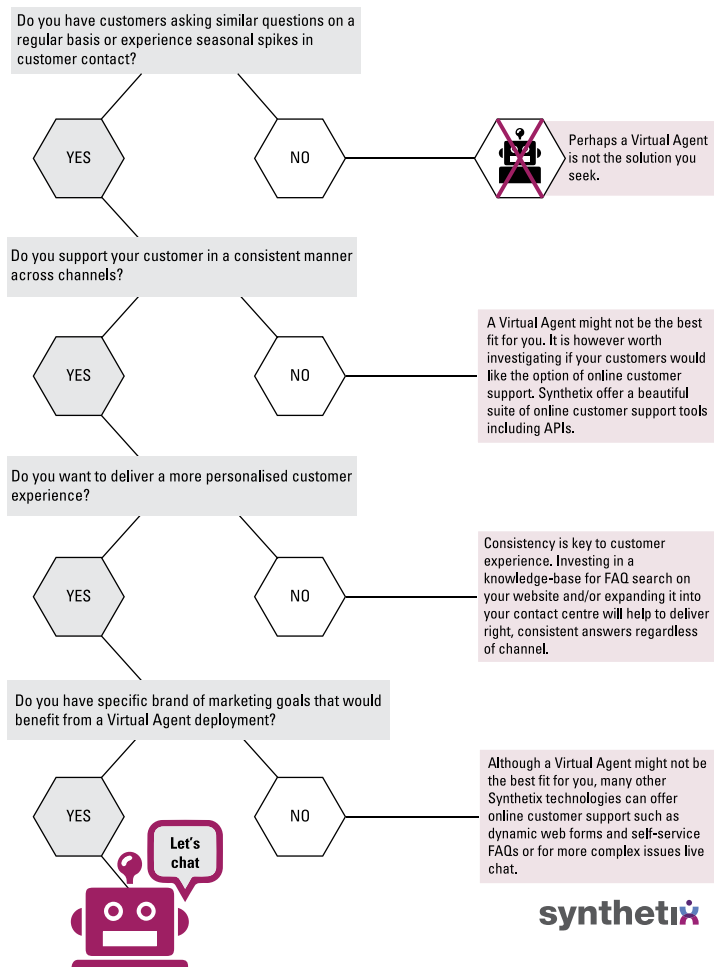 Do you have customers asking similar questions on a
regular basis or experience seasonal spikes in
customer contact?
YES
NO
Perhaps a Virtual Agent
is not the solution you
seek.
Do you support your customer in a consistent manner
across channels?
YES
NO
A Virtual Agent might not be the best
fit for you. It is however worth
investigating if your customers would
like the option of online customer
support. Synthetix offer a beautiful
suite of online customer support tools
including APIs.
Do you want to deliver a more personalised customer
experience?
YES
NO
Consistency is key to customer
experience. Investing in a
knowledge-base for FAQ search on
your website and/or expanding it into
your contact centre will help to deliver
right, consistent answers regardless
of channel.
Do you have specific brand of marketing goals that would
benefit from a Virtual Agent deployment?
YES
NO
Although a Virtual Agent might not be
the best fit for you, many other
Synthetix technologies can offer
online customer support such as
dynamic web forms and self-service
FAQs or for more complex issues live
chat.
Let's
chat
synthetix